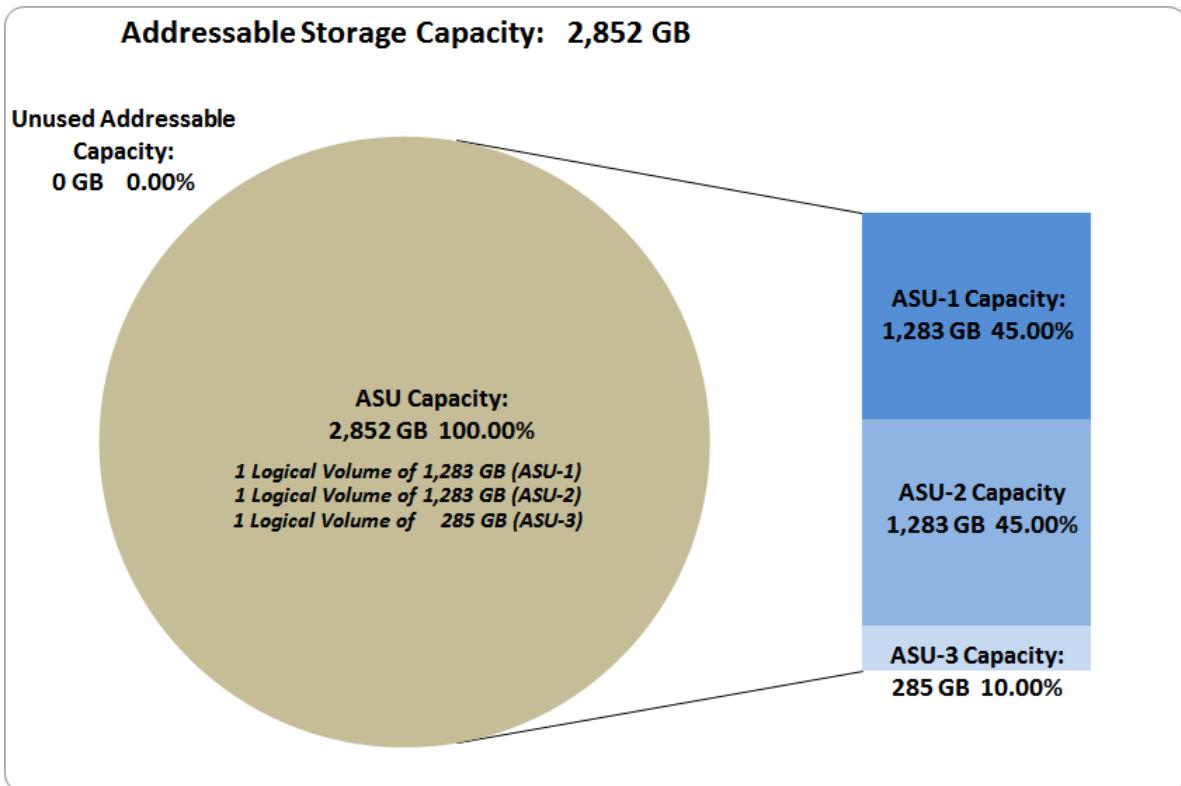 Addressable Storage Capacity: 2,852 GB
Unused Addressable
Capacity:
0 GB 0.00%
ASU Capacity:
2,852 GB 100.00%
1 Logical Volume of 1,283 GB (ASU-1)
1 Logical Volume of 1,283 GB (ASU-2)
1 Logical Volume of 285 GB (ASU-3)
ASU-1 Capacity:
1,283 GB 45.00%
ASU-2 Capacity
1,283 GB 45.00%
ASU-3 Capacity:
285 GB 10.00%